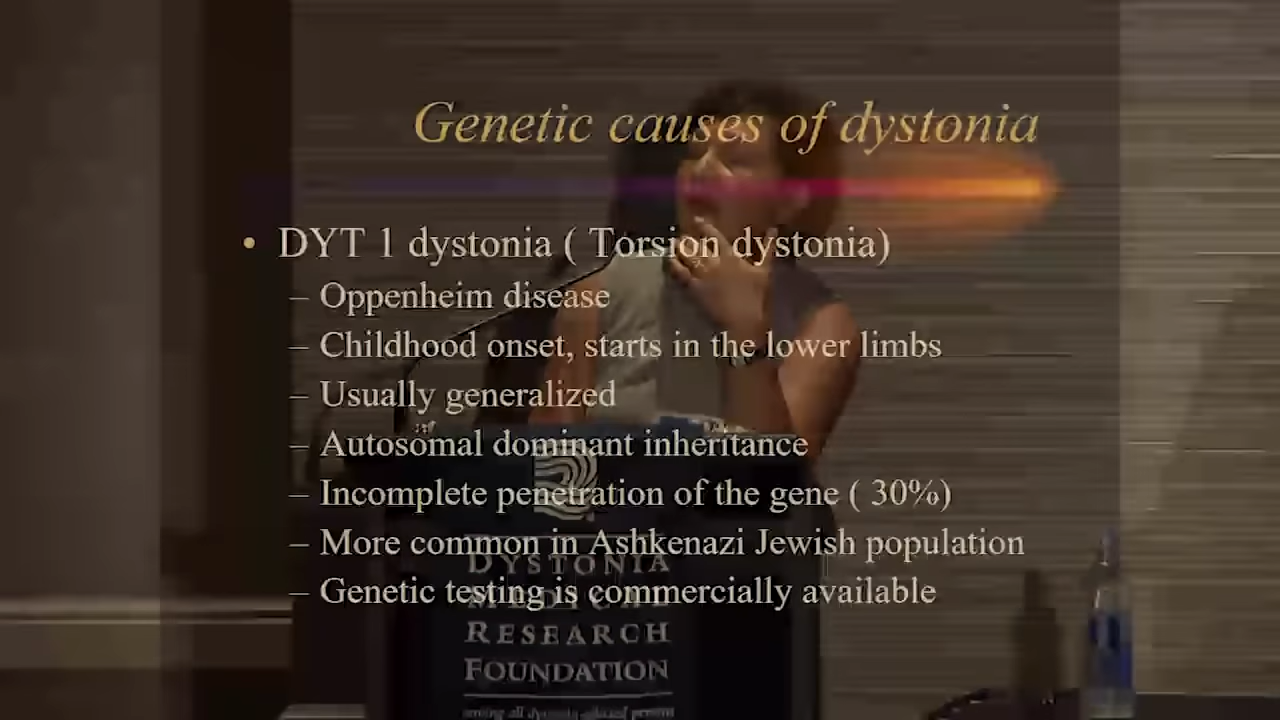 Genetic causes of dystonia
• DYT 1 dystonia ( Torsion dystonia)
– Oppenheim disease
– Childhood onset, starts in the lower limbs
– Usually generalized
– Autosomal dominant inheritance
– Incomplete penetration of the gene ( 30%)
– More common in Ashkenazi Jewish population
– Genetic testing is commercially available
DYSTONIA
MEDICAL
RESEARCH
FOUNDATION